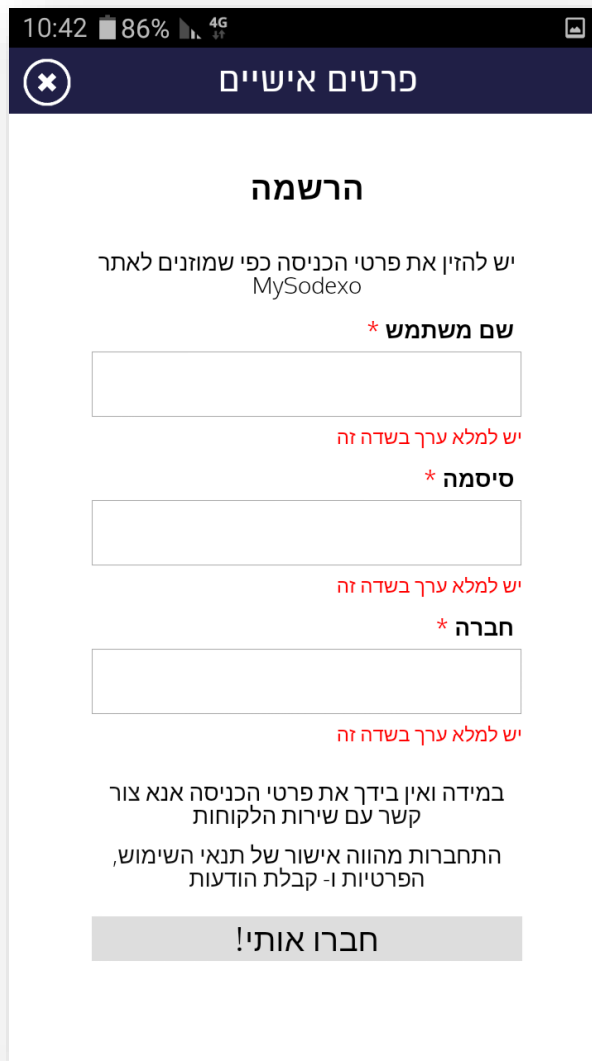 10:42 86% 4G
פרטים אישיים
הרשמה
יש להזין את פרטי הכניסה כפי שמוזנים לאתר
MySodexo
שם משתמש *
יש למלא ערך בשדה זה
סיסמה *
יש למלא ערך בשדה זה
חברה *
יש למלא ערך בשדה זה
במידה ואין בידך את פרטי הכניסה אנא צור
קשר עם שירות הלקוחות
התחברות מהווה אישור של תנאי השימוש,
הפרטיות ו- קבלת הודעות
חברו אותי!